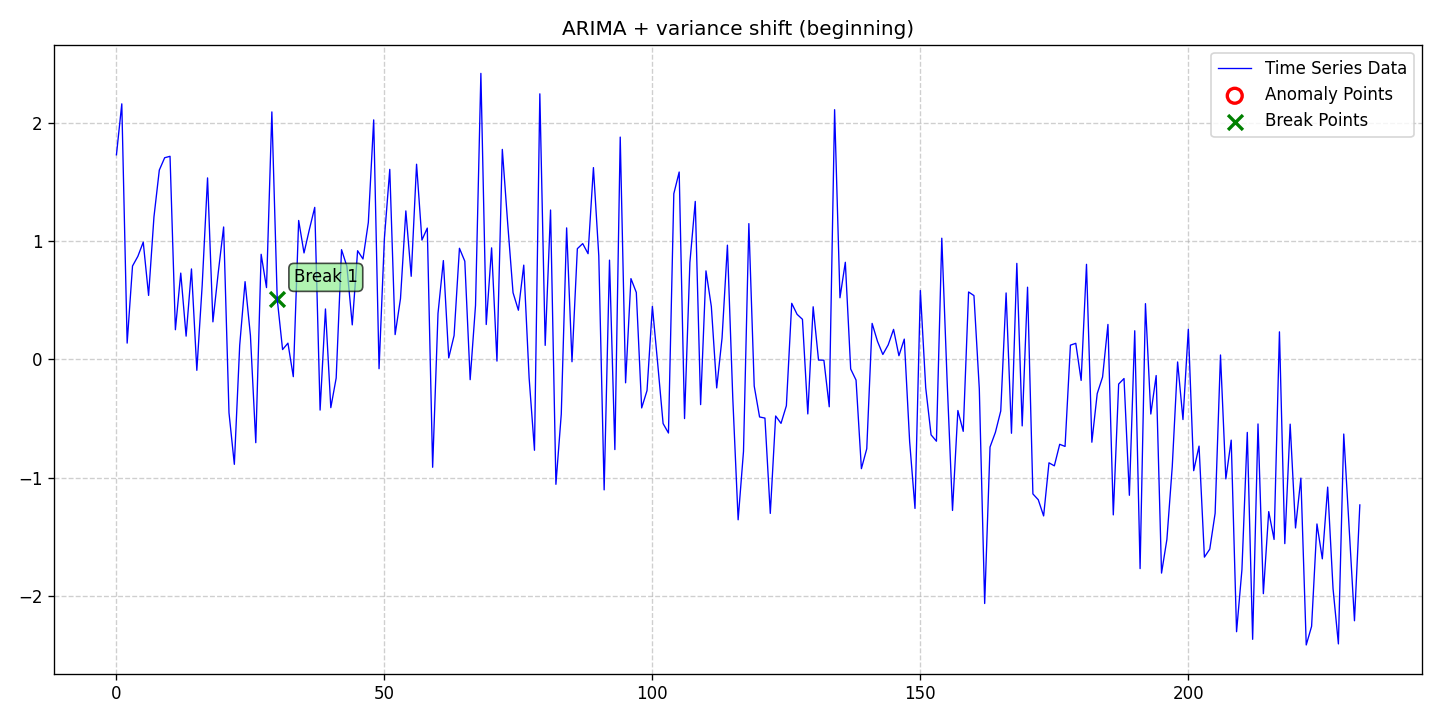 ARIMA + variance shift (beginning)
Time Series Data
Anomaly Points
Break Points
Break 1
2
1
0
−1
−2
0
50
100
150
200